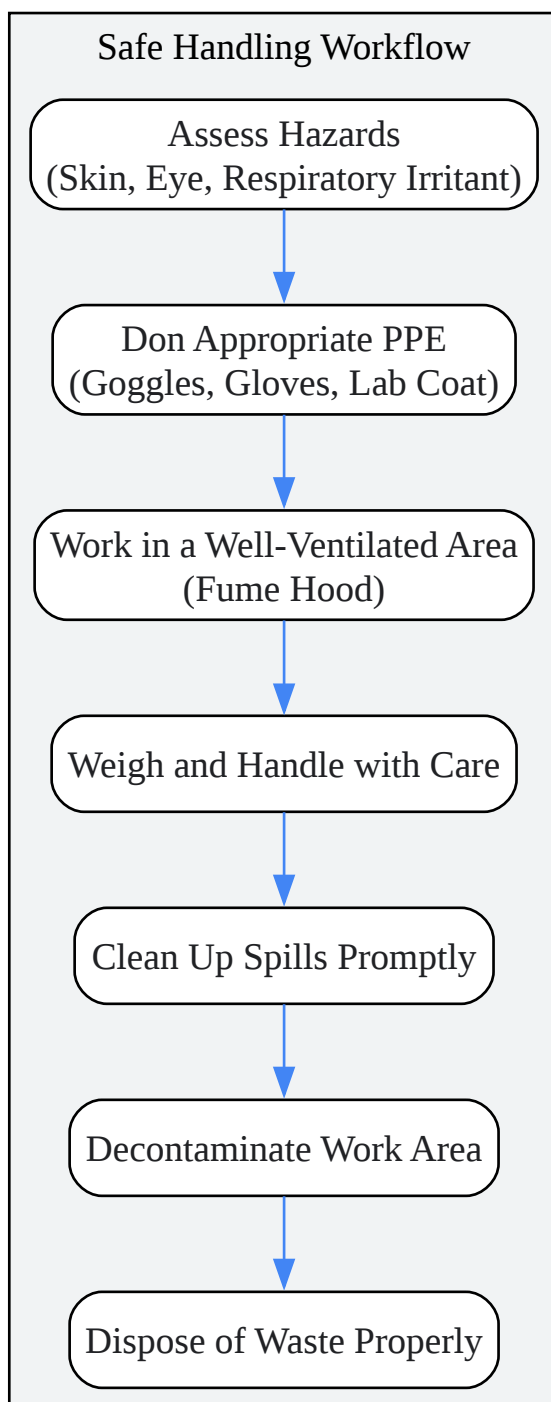 Safe Handling Workflow
Assess Hazards
(Skin, Eye, Respiratory Irritant)
Don Appropriate PPE
(Goggles, Gloves, Lab Coat)
Work in a Well-Ventilated Area
(Fume Hood)
Weigh and Handle with Care
Clean Up Spills Promptly
Decontaminate Work Area
Dispose of Waste Properly